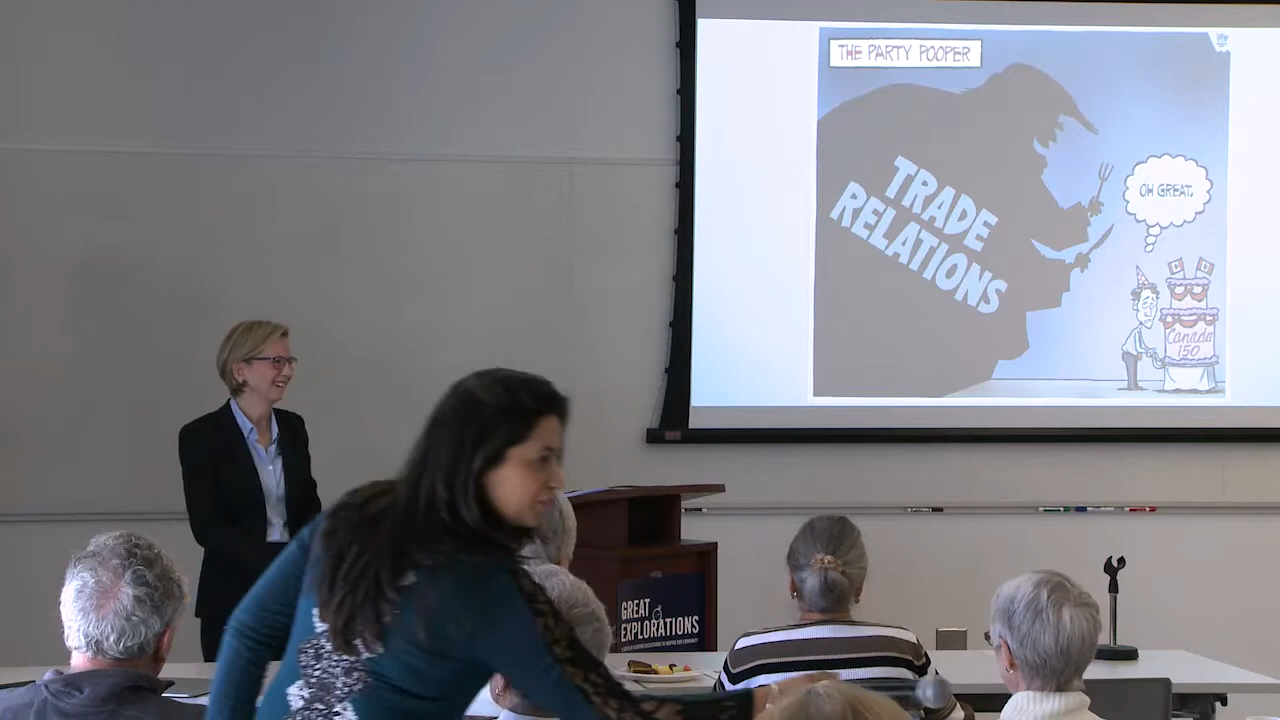 THE PARTY POOPER
TRADE
RELATIONS
OH GREAT.
Canada
150
GREAT
EXPLORATIONS